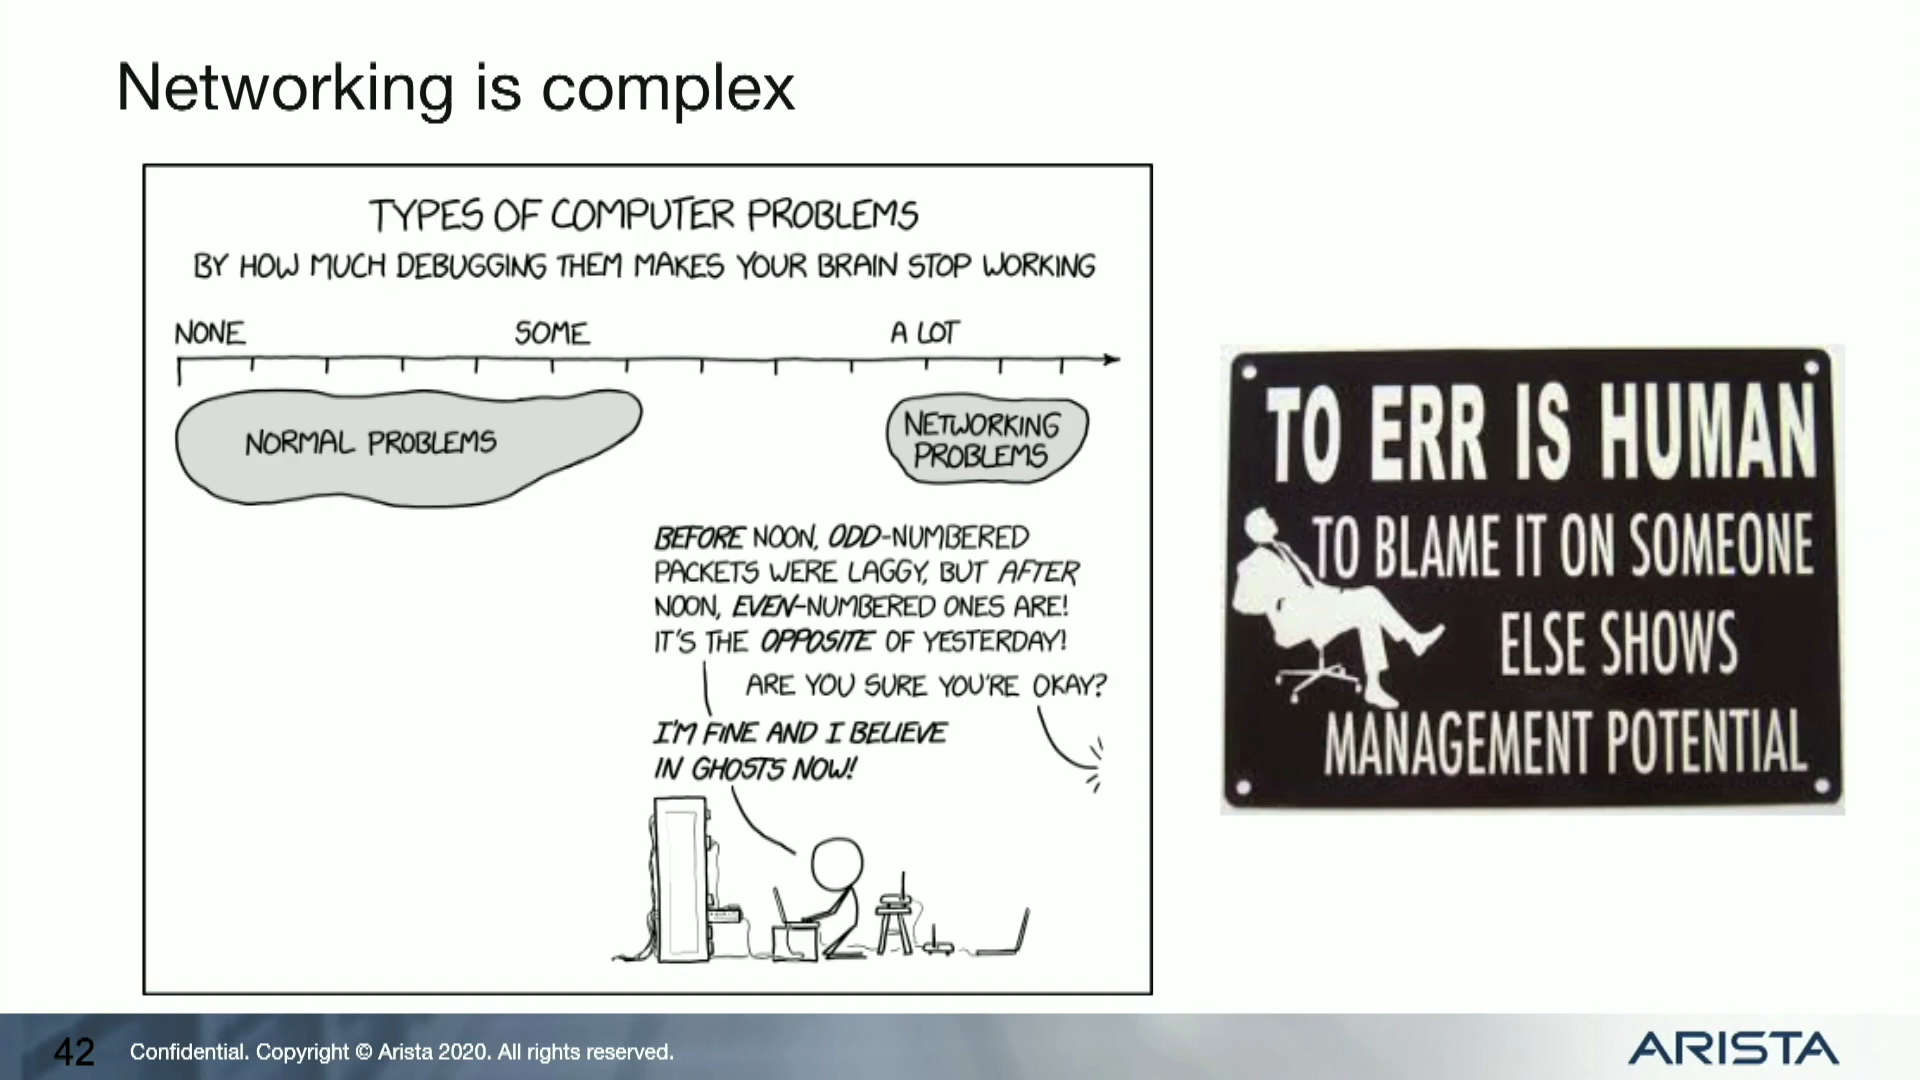 Networking is complex
TYPES OF COMPUTER PROBLEMS
BY HOW MUCH DEBUGGING THEM MAKES YOUR BRAIN STOP WORKING
NONE
SOME
A LOT
NORMAL PROBLEMS
NETWORKING
PROBLEMS
BEFORE NOON, ODD-NUMBERED
PACKETS WERE LAGGY, BUT AFTER
NOON, EVEN-NUMBERED ONES ARE!
IT'S THE OPPOSITE OF YESTERDAY!
ARE YOU SURE YOU'RE OKAY?
I'M FINE AND I BELIEVE
IN GHOSTS NOW!
TO ERR IS HUMAN
TO BLAME IT ON SOMEONE
ELSE SHOWS
MANAGEMENT POTENTIAL
42
Confidential. Copyright © Arista 2020. All rights reserved.
ARISTA